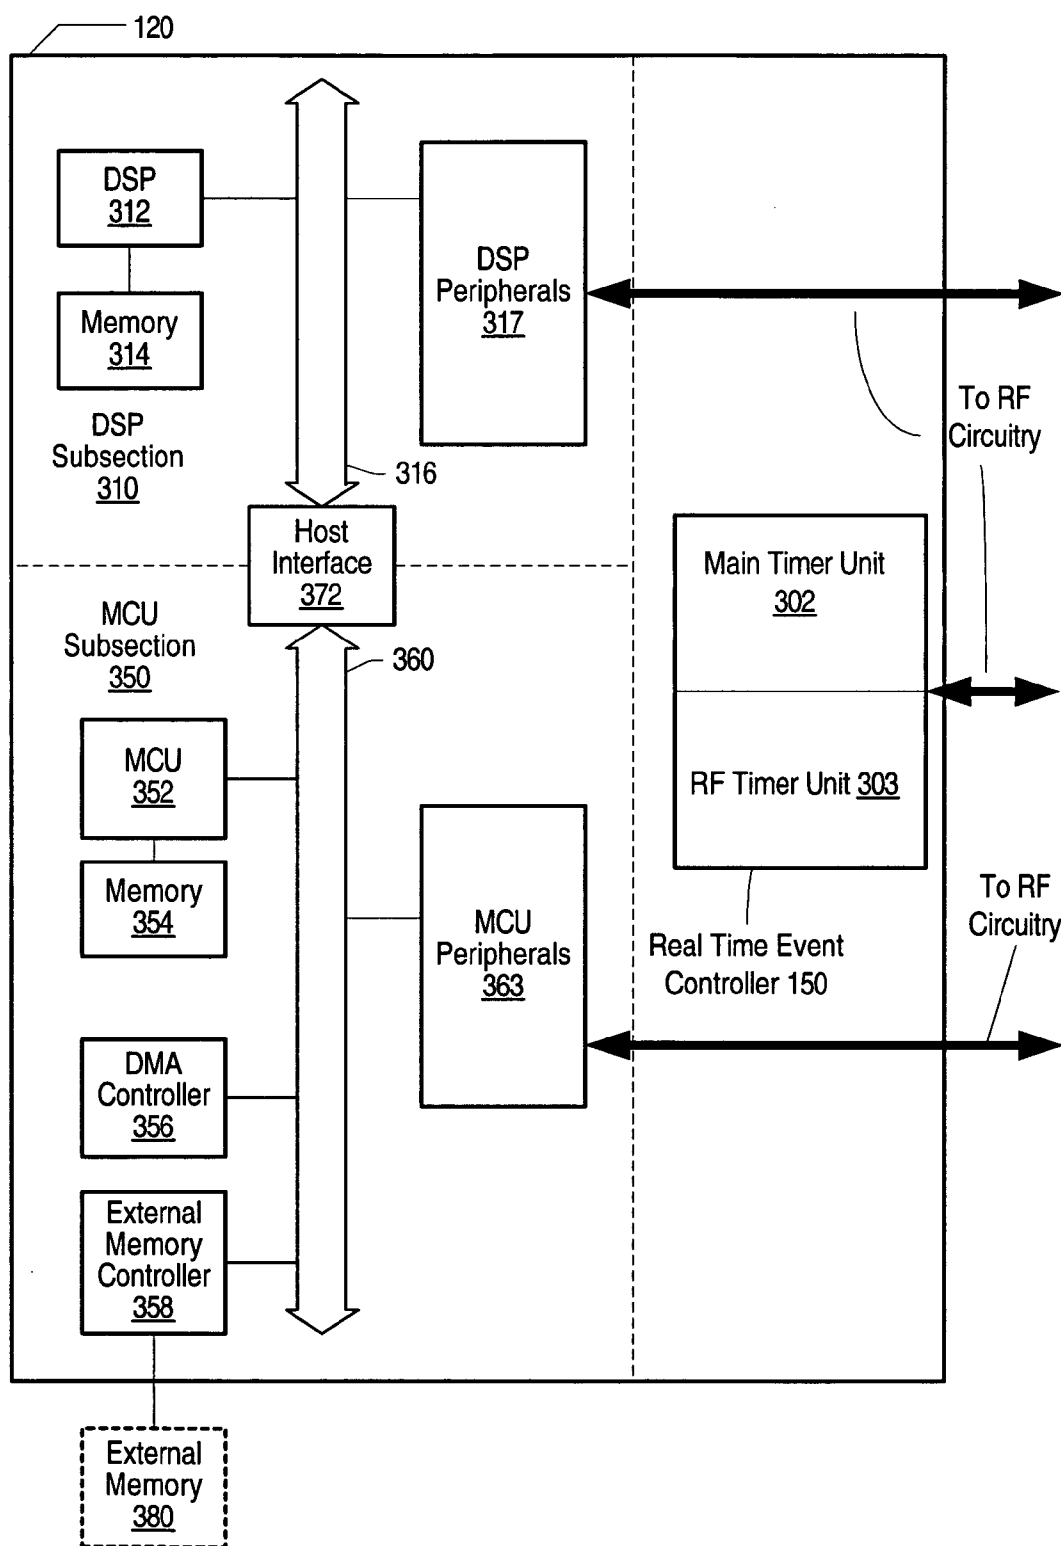 120
DSP
312
Memory
314
DSP
Subsection
310
DSP
Peripherals
317
316
To RF
Circuitry
Host
Interface
372
Main Timer Unit
302
RF Timer Unit 303
MCU
Subsection
350
360
MCU
352
Memory
354
MCU
Peripherals
363
Real Time Event
Controller 150
To RF
Circuitry
DMA
Controller
356
External
Memory
Controller
358
External
Memory
380